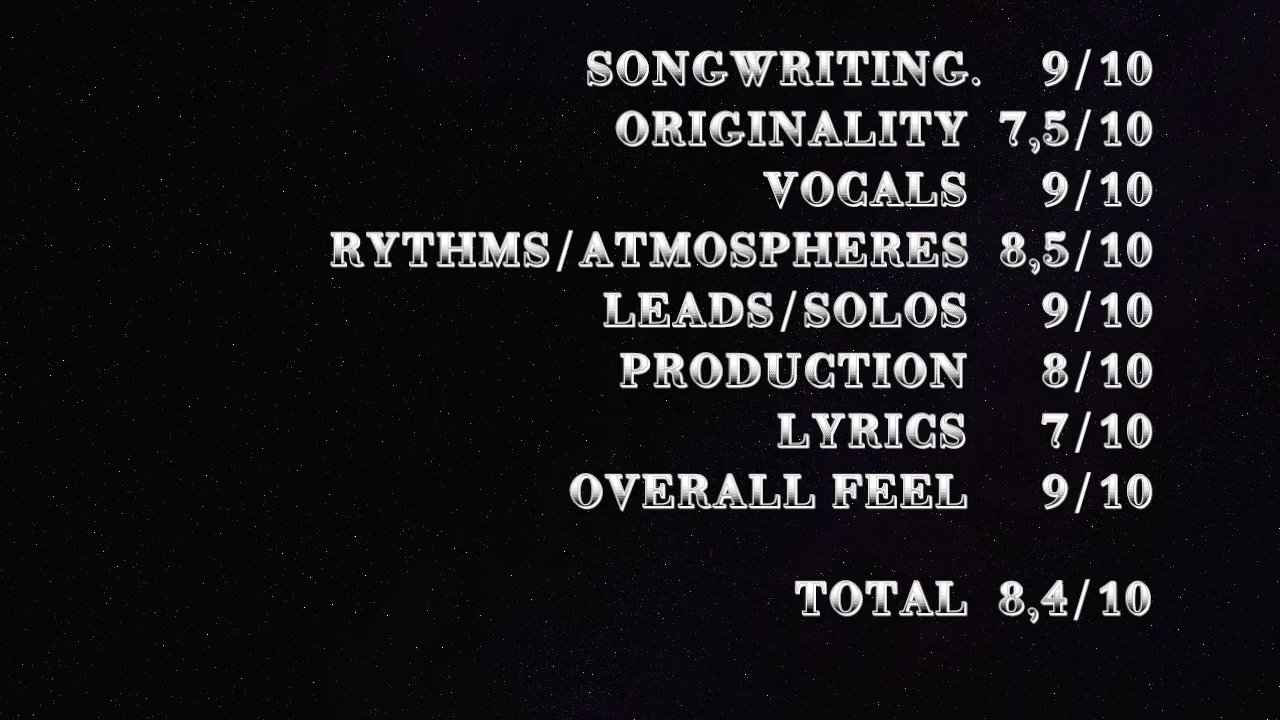 SONGWRITING. 9/10
ORIGINALITY 7,5/10
VOCALS 9/10
RYTHMS/ATMOSPHERES 8,5/10
LEADS/SOLOS 9/10
PRODUCTION 8/10
LYRICS 7/10
OVERALL FEEL 9/10
TOTAL 8,4/10